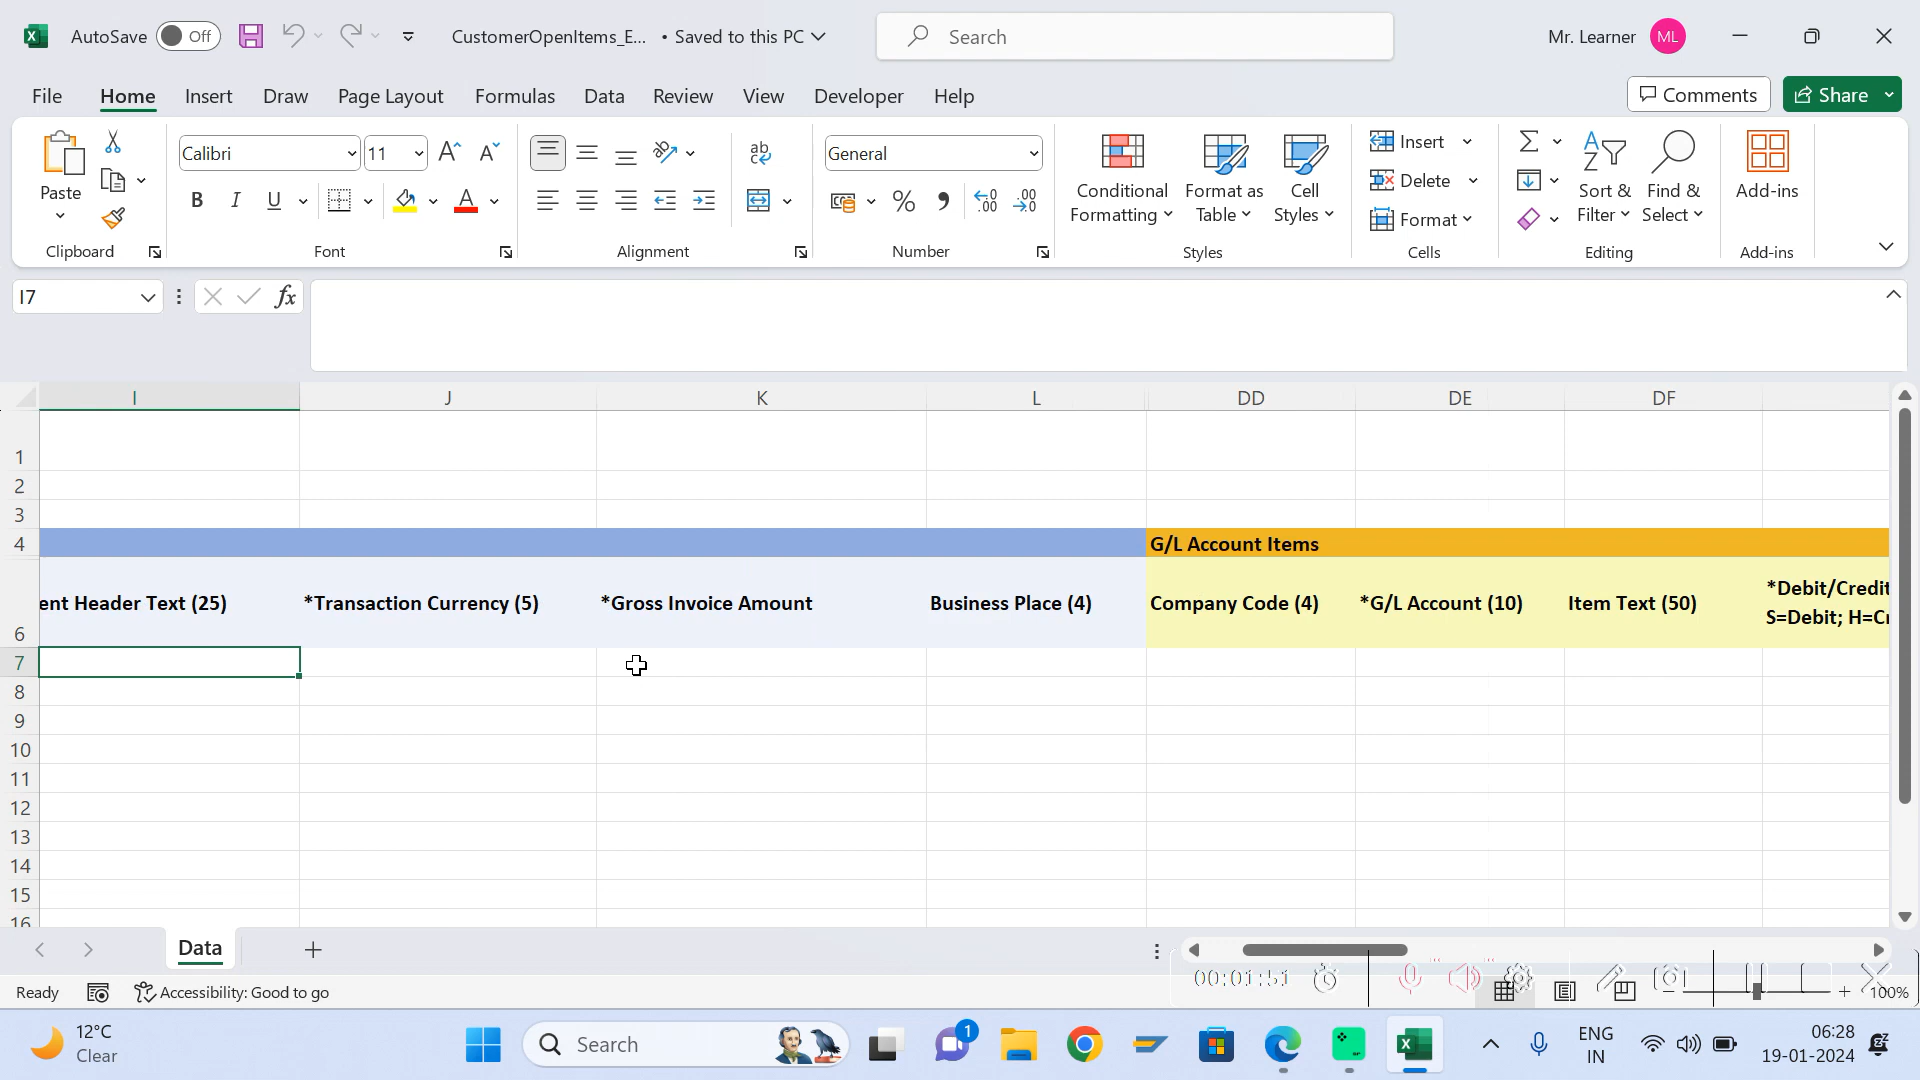 AutoSave Off CustomerOpenItems_E... • Saved to this PC Search Mr. Learner ML
File Home Insert Draw Page Layout Formulas Data Review View Developer Help Comments Share
Paste
Calibri 11
B I U
ab
General
% 9
Conditional Formatting
Format as Table
Cell Styles
Insert
Delete
Format
Sort & Filter
Find & Select
Add-ins
Clipboard Font Alignment Number Styles Cells Editing Add-ins
I7 fx
I J K L DD DE DF
1
2
3
4 G/L Account Items
ent Header Text (25) *Transaction Currency (5) *Gross Invoice Amount Business Place (4) Company Code (4) *G/L Account (10) Item Text (50) *Debit/Credit
S=Debit; H=Cr
6
7
8
9
10
11
12
13
14
15
16
Data
00:01:51
Ready Accessibility: Good to go 100%
12°C
Clear
Search
1
ENG
IN
06:28
19-01-2024